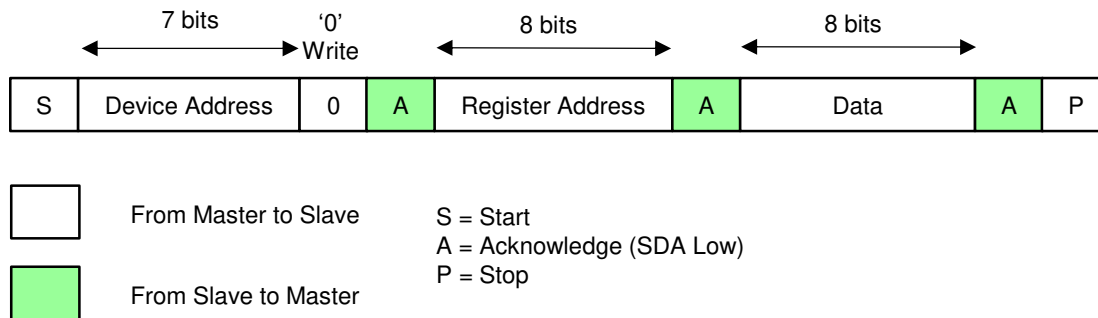 7 bits
‘0’
Write
8 bits
8 bits
S Device Address 0 A Register Address A Data A P
From Master to Slave
From Slave to Master
S = Start
A = Acknowledge (SDA Low)
P = Stop